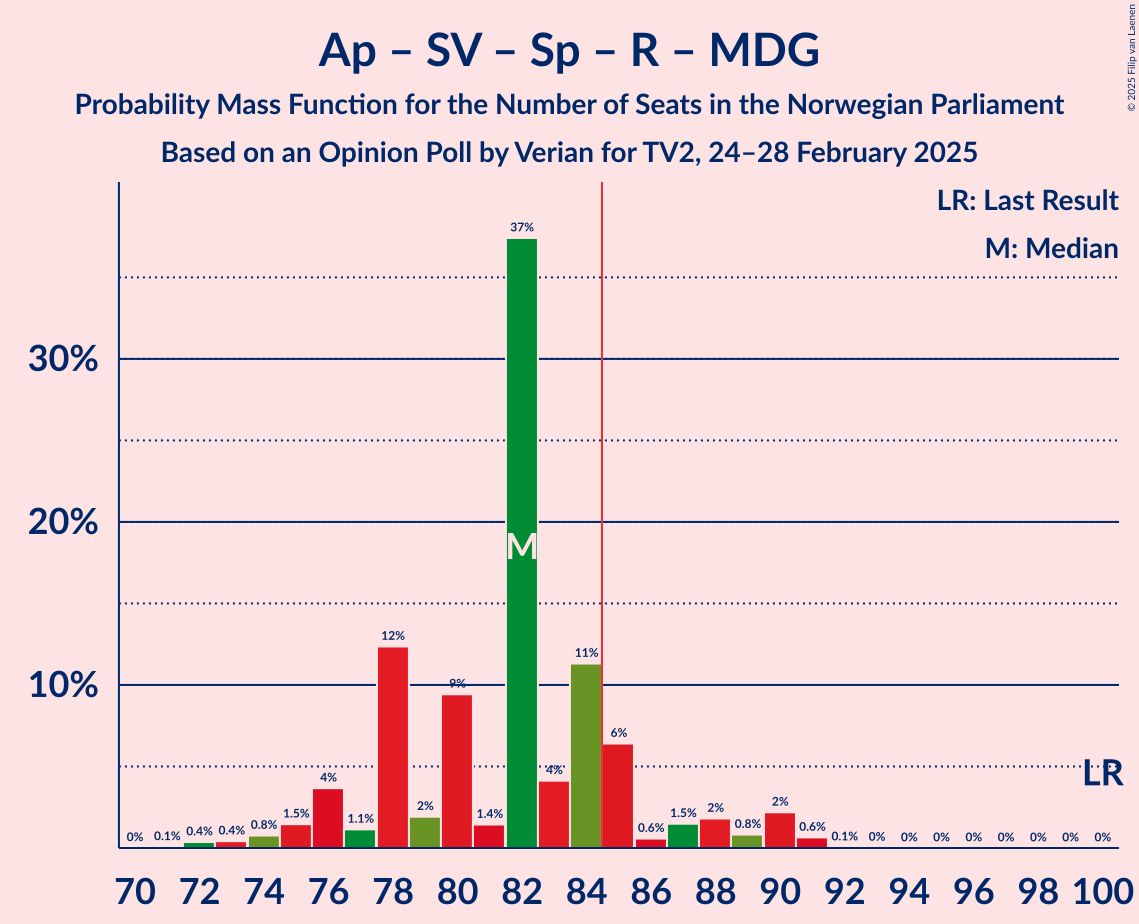 Ap – SV – Sp – R – MDG
Probability Mass Function for the Number of Seats in the Norwegian Parliament
Based on an Opinion Poll by Verian for TV2, 24–28 February 2025
© 2025 Filip van Laenen
LR: Last Result
M: Median
30%
20%
10%
0% 0.1% 0.4% 0.4% 0.8% 1.5% 4% 1.1% 12% 2% 9% 1.4% 37% 4% 11% 6% 0.6% 1.5% 2% 0.8% 2% 0.6% 0.1% 0% 0% 0% 0% 0% 0% 0% 0%
M
LR
70 72 74 76 78 80 82 84 86 88 90 92 94 96 98 100